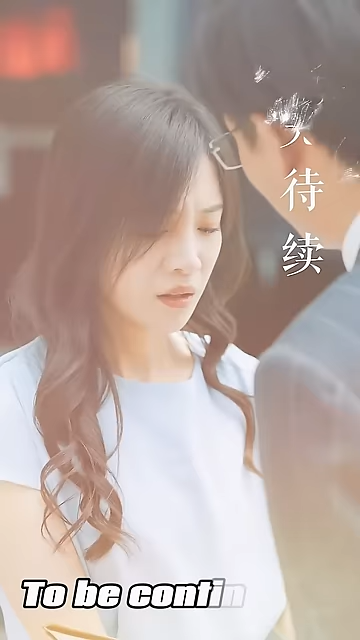 待
续
To be contin